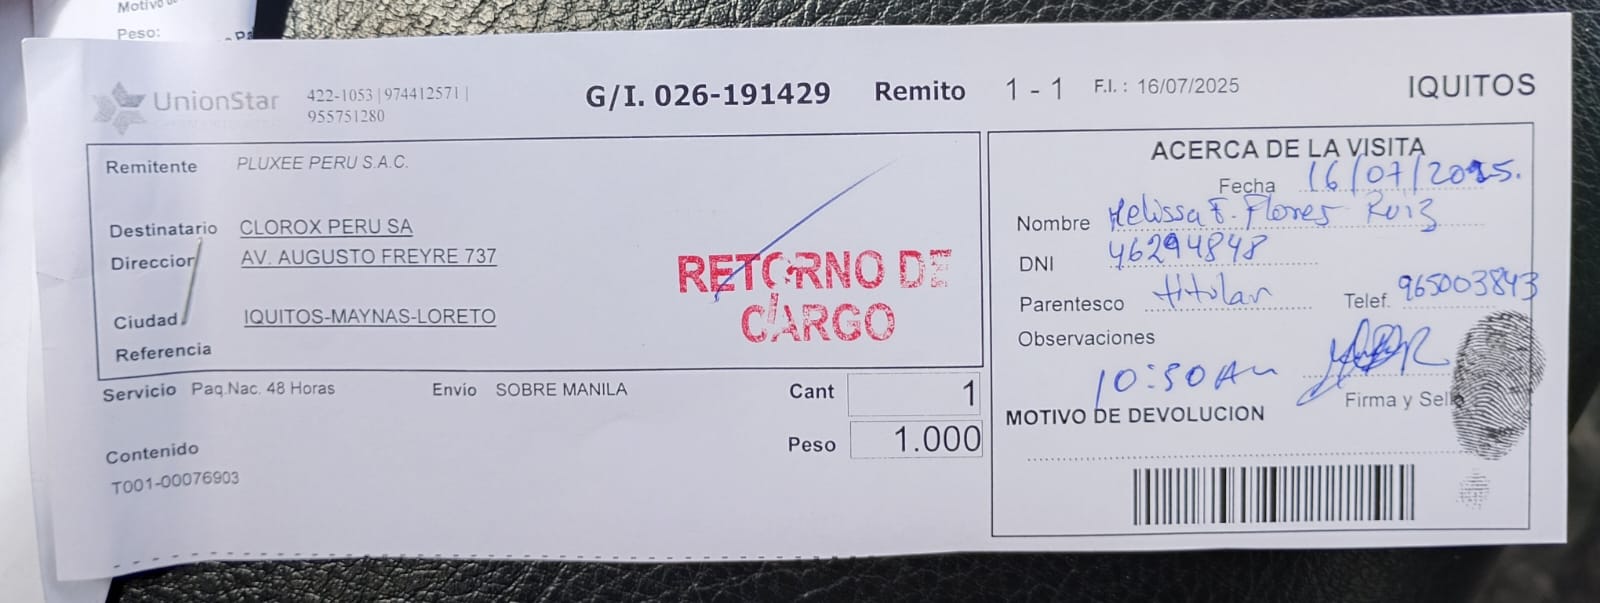 Motivo de
Peso:
UnionStar
422-1053 | 974412571 |
955751280
G/I. 026-191429
Remito
1 - 1
F.I. : 16/07/2025
IQUITOS
Remitente PLUXEE PERU S.A.C.
Destinatario CLOROX PERU SA
Direccion AV. AUGUSTO FREYRE 737
Ciudad IQUITOS-MAYNAS-LORETO
Referencia
RETORNO DE
CARGO
Servicio Paq.Nac. 48 Horas Envio SOBRE MANILA Cant 1
Peso 1.000
Contenido
T001-00076903
ACERCA DE LA VISITA
Fecha 16/07/2025.
Nombre Melissa F. Flores Ruiz
DNI 46294848
Parentesco titular Telef. 965003843
Observaciones
10:30 Am
Firma y Sello
MOTIVO DE DEVOLUCION